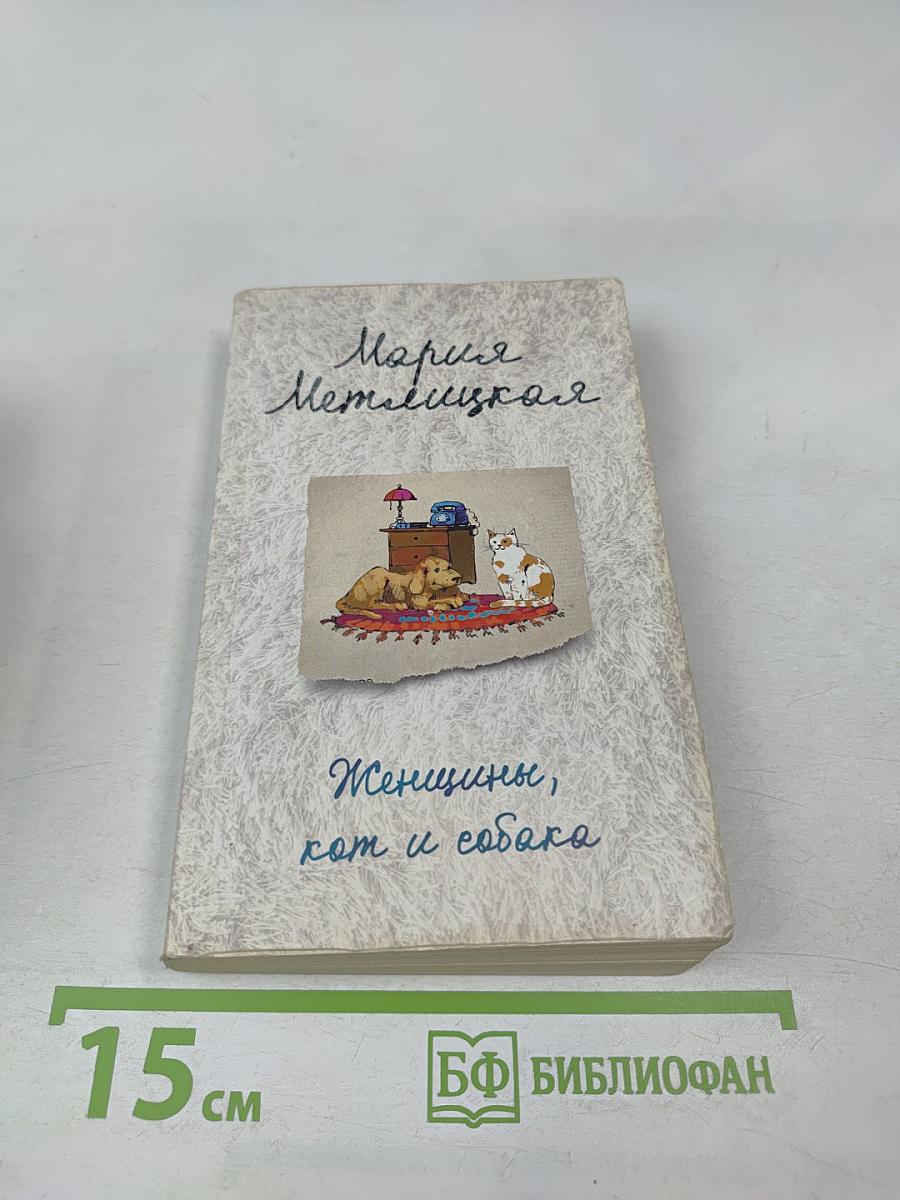 Мария
Метлицкая
Женщины,
кот и собака
15 см
БФ БИБЛИОФАН